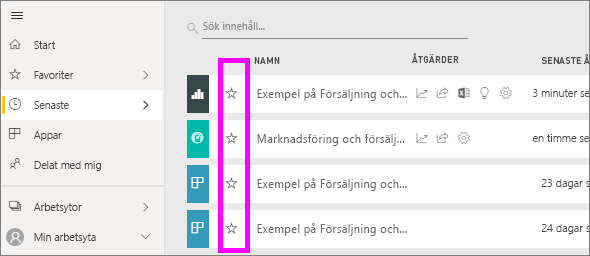 Sök innehåll...
Start
Favoriter
Senaste
Appar
Delat med mig
Arbetsytor
Min arbetsyta
NAMN ÅTGÄRDER SENASTE Å
Exempel på Försäljning och... 3 minuter se
Marknadsföring och försälj... en timme se
Exempel på Försäljning och... 23 dagar s
Exempel på Försäljning och... 24 dagar s